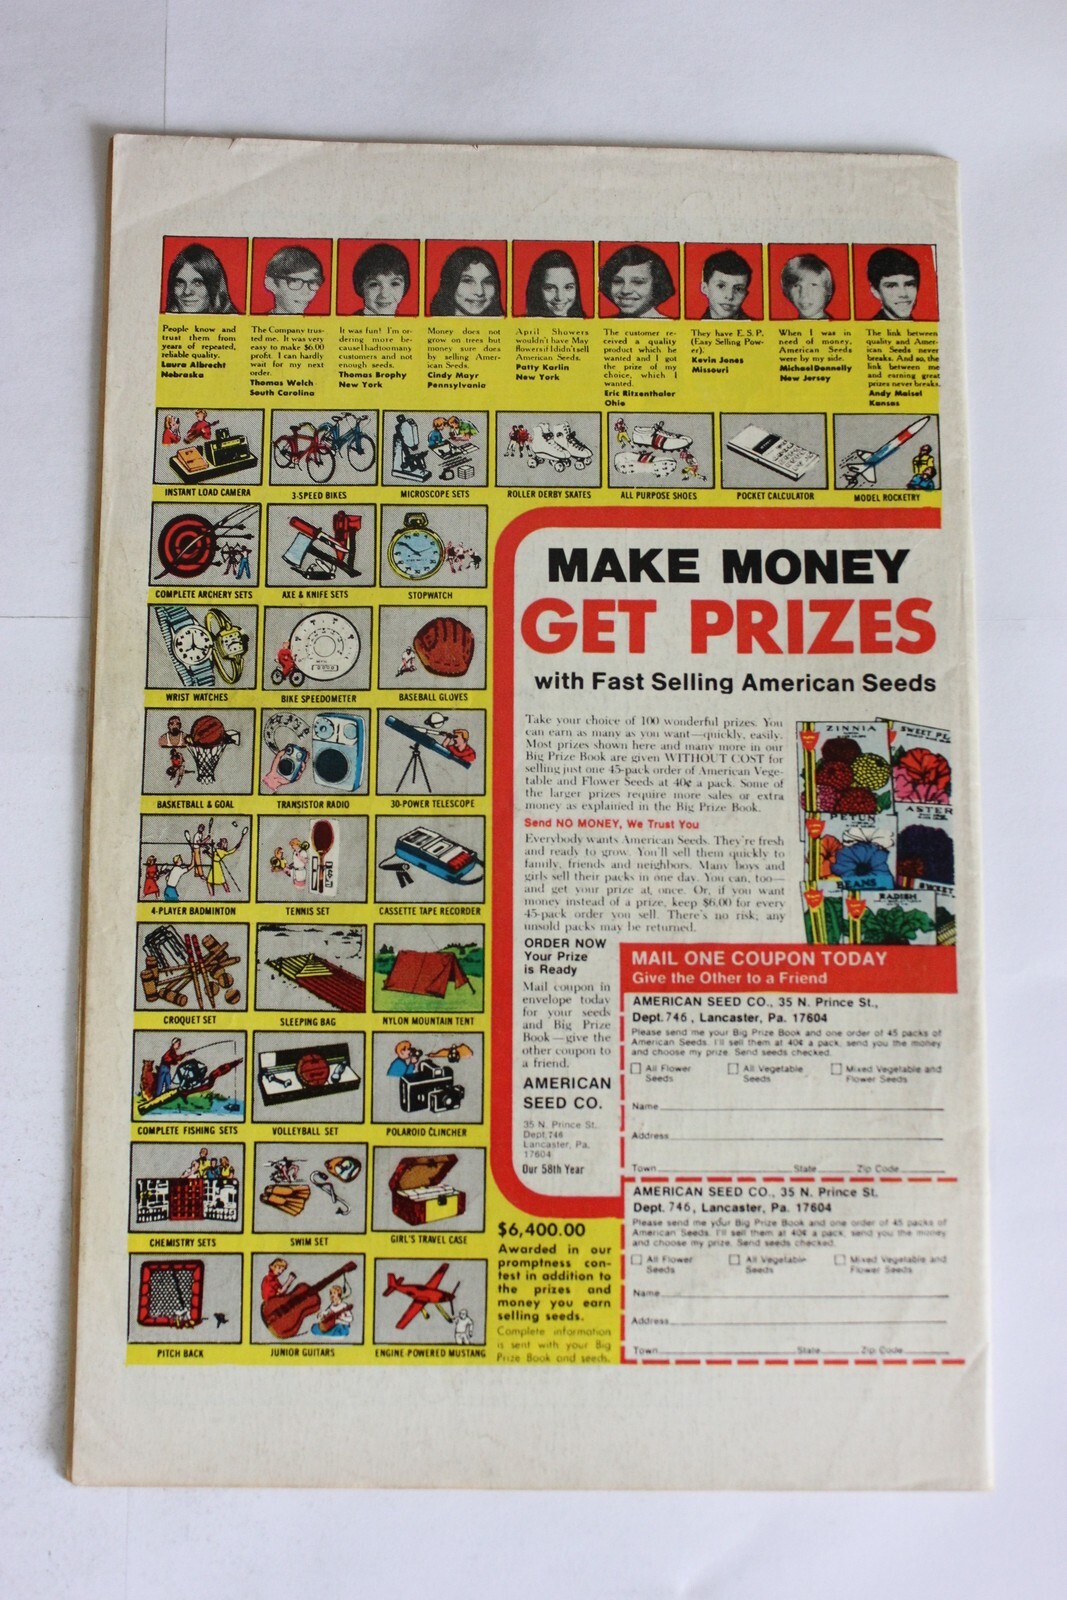 People know and
trust them from
years of repeated,
reliable quality.
Laura Albrecht
Nebraska
The Company trus-
ted me. It was very
easy to make $6.00
profit. I can hardly
wait for my next
order.
Thomas Welch
South Carolina
It was fun! I'm or-
dering more be-
cause I had too many
customers and not
enough seeds.
Thomas Brophy
New York
Money does not
grow on trees but
money sure does
by selling Amer-
ican Seeds.
Cindy Mayr
Pennsylvania
April Showers
wouldn't have May
flowers if I didn't sell
American Seeds.
Patty Karlin
New York
The customer re-
ceived a quality
product which he
wanted and I got
the prize of my
choice, which I
wanted.
Eric Ritzenthaler
Ohio
They have E.S.P.
(Easy Selling Pow-
er).
Kevin Jones
Missouri
When I was in
need of money,
American Seeds
were by my side.
Michael Donnelly
New Jersey
The link between
quality and Amer-
ican Seeds never
breaks. And so, the
link between me
and earning great
prizes never breaks.
Andy Maisel
Kansas
INSTANT LOAD CAMERA
3-SPEED BIKES
MICROSCOPE SETS
ROLLER DERBY SKATES
ALL PURPOSE SHOES
POCKET CALCULATOR
MODEL ROCKETRY
COMPLETE ARCHERY SETS
AXE & KNIFE SETS
STOPWATCH
WRIST WATCHES
BIKE SPEEDOMETER
BASEBALL GLOVES
BASKETBALL & GOAL
TRANSISTOR RADIO
30-POWER TELESCOPE
4-PLAYER BADMINTON
TENNIS SET
CASSETTE TAPE RECORDER
CROQUET SET
SLEEPING BAG
NYLON MOUNTAIN TENT
COMPLETE FISHING SETS
VOLLEYBALL SET
POLAROID CLINCHER
CHEMISTRY SETS
SWIM SET
GIRL'S TRAVEL CASE
PITCH BACK
JUNIOR GUITARS
ENGINE POWERED MUSTANG
MAKE MONEY
GET PRIZES
with Fast Selling American Seeds
Take your choice of 100 wonderful prizes. You
can earn as many as you want—quickly, easily.
Most prizes shown here and many more in our
Big Prize Book are given WITHOUT COST for
selling just one 45-pack order of American Vege-
table and Flower Seeds at 40¢ a pack. Some of
the larger prizes require more sales or extra
money as explained in the Big Prize Book.
Send NO MONEY, We Trust You
Everybody wants American Seeds. They're fresh
and ready to grow. You'll sell them quickly to
family, friends and neighbors. Many boys and
girls sell their packs in one day. You can, too—
and get your prize at once. Or, if you want
money instead of a prize, keep $6.00 for every
45-pack order you sell. There's no risk; any
unsold packs may be returned.
ZINNIA
SWEET PE
ASTER
PETUN
BEANS
RADISH
SWEET
ORDER NOW
Your Prize
is Ready
Mail coupon in
envelope today
for your seeds
and Big Prize
Book—give the
other coupon to
a friend.
AMERICAN
SEED CO.
35 N. Prince St.
Dept. 746
Lancaster, Pa.
17604
Our 58th Year
$6,400.00
Awarded in our
promptness con-
test in addition to
the prizes and
money you earn
selling seeds.
Complete information
is sent with your Big
Prize Book and seeds.
MAIL ONE COUPON TODAY
Give the Other to a Friend
AMERICAN SEED CO., 35 N. Prince St.,
Dept. 746, Lancaster, Pa. 17604
Please send me your Big Prize Book and one order of 45 packs of
American Seeds. I'll sell them at 40¢ a pack, send you the money
and choose my prize. Send seeds checked.
All Flower Seeds
All Vegetable Seeds
Mixed Vegetable and Flower Seeds
Name
Address
Town State Zip Code
AMERICAN SEED CO., 35 N. Prince St.
Dept. 746, Lancaster, Pa. 17604
Please send me your Big Prize Book and one order of 45 packs of
American Seeds. I'll sell them at 40¢ a pack, send you the money
and choose my prize. Send seeds checked.
All Flower Seeds
All Vegetable Seeds
Mixed Vegetable and Flower Seeds
Name
Address
Town State Zip Code